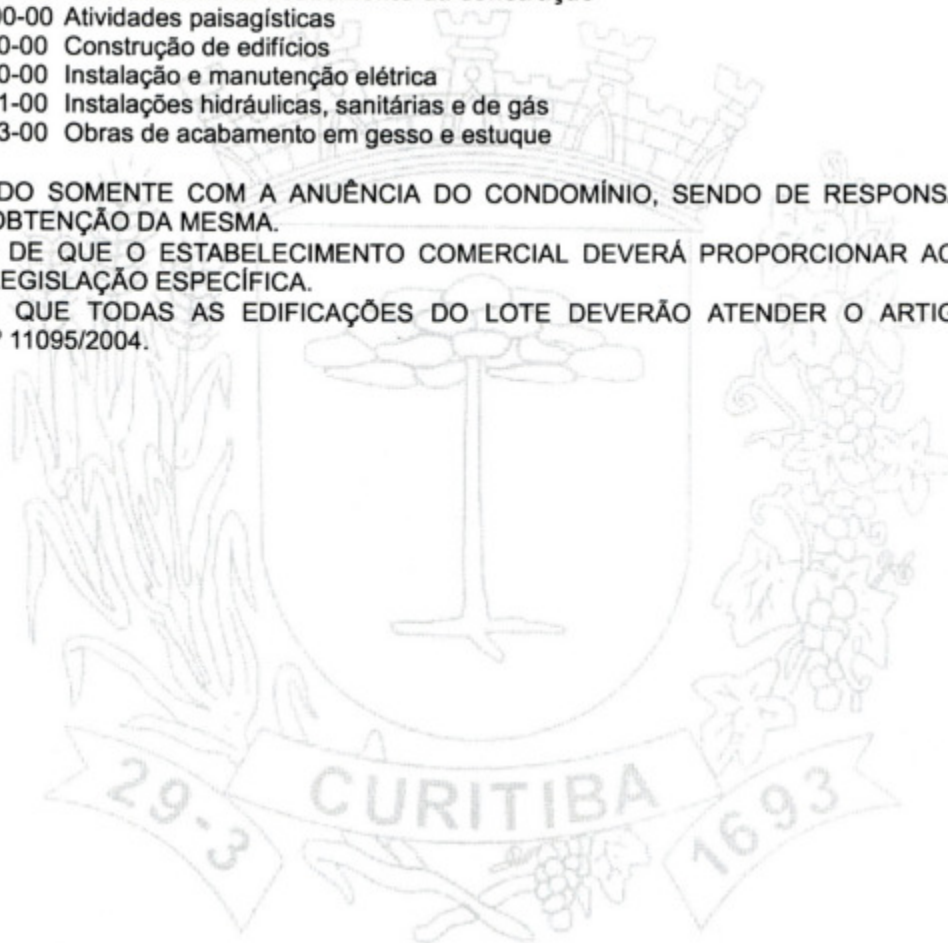 00-00 Atividades paisagísticas
0-00 Construção de edifícios
0-00 Instalação e manutenção elétrica
1-00 Instalações hidráulicas, sanitárias e de gás
3-00 Obras de acabamento em gesso e estuque
DO SOMENTE COM A ANUÊNCIA DO CONDOMÍNIO, SENDO DE RESPONS
OBTENÇÃO DA MESMA.
DE QUE O ESTABELECIMENTO COMERCIAL DEVERÁ PROPORCIONAR AC
EGISLAÇÃO ESPECÍFICA.
QUE TODAS AS EDIFICAÇÕES DO LOTE DEVERÃO ATENDER O ARTIG
11095/2004.
29-3 CURITIBA 1693